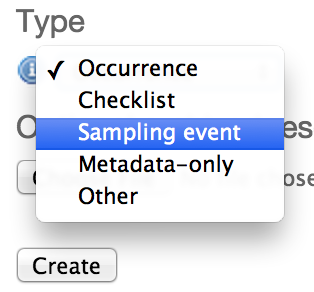 Type
✓ Occurrence
Checklist
Sampling event
Metadata-only
Other
Create